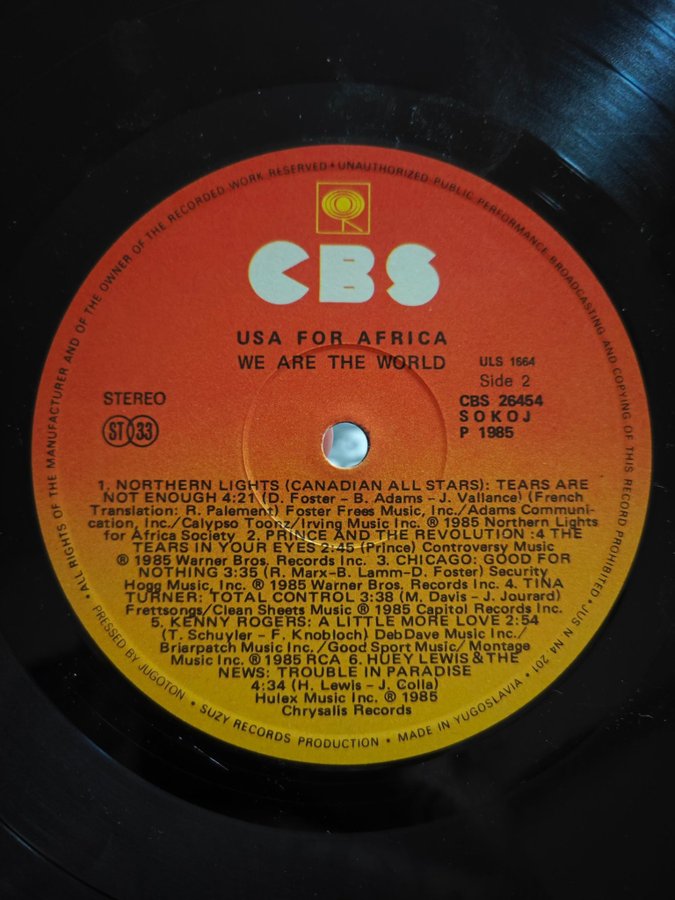 • ALL RIGHTS OF THE MANUFACTURER AND OF THE OWNER OF THE RECORDED WORK RESERVED • UNAUTHORIZED PUBLIC PERFORMANCE BROADCASTING AND COPYING OF THIS RECORD PROHIBITED • JUS N N4 201
CBS
USA FOR AFRICA
WE ARE THE WORLD
ULS 1664
Side 2
STEREO
CBS 26454
SOKOJ
P 1985
ST 33
1. NORTHERN LIGHTS (CANADIAN ALL STARS): TEARS ARE
NOT ENOUGH 4:21 (D. Foster - B. Adams - J. Vallance) (French
Translation: R. Palement) Foster Frees Music, Inc./Adams Communi-
cation, Inc./Calypso Toonz/Irving Music Inc. ® 1985 Northern Lights
for Africa Society 2. PRINCE AND THE REVOLUTION :4 THE
TEARS IN YOUR EYES 2:45 (Prince) Controversy Music
® 1985 Warner Bros. Records Inc. 3. CHICAGO: GOOD FOR
NOTHING 3:35 (R. Marx-B. Lamm-D. Foster) Security
Hogg Music, Inc. ® 1985 Warner Bros. Records Inc. 4. TINA
TURNER: TOTAL CONTROL 3:38 (M. Davis - J. Jourard)
Frettsongs/Clean Sheets Music ® 1985 Capitol Records Inc.
5. KENNY ROGERS: A LITTLE MORE LOVE 2:54
(T. Schuyler - F. Knobloch) DebDave Music Inc./
Briarpatch Music Inc./Good Sport Music/Montage
Music Inc. ® 1985 RCA 6. HUEY LEWIS & THE
NEWS: TROUBLE IN PARADISE
4:34 (H. Lewis - J. Colla)
Hulex Music Inc. ® 1985
Chrysalis Records
PRESSED BY JUGOTON • SUZY RECORDS PRODUCTION • MADE IN YUGOSLAVIA •